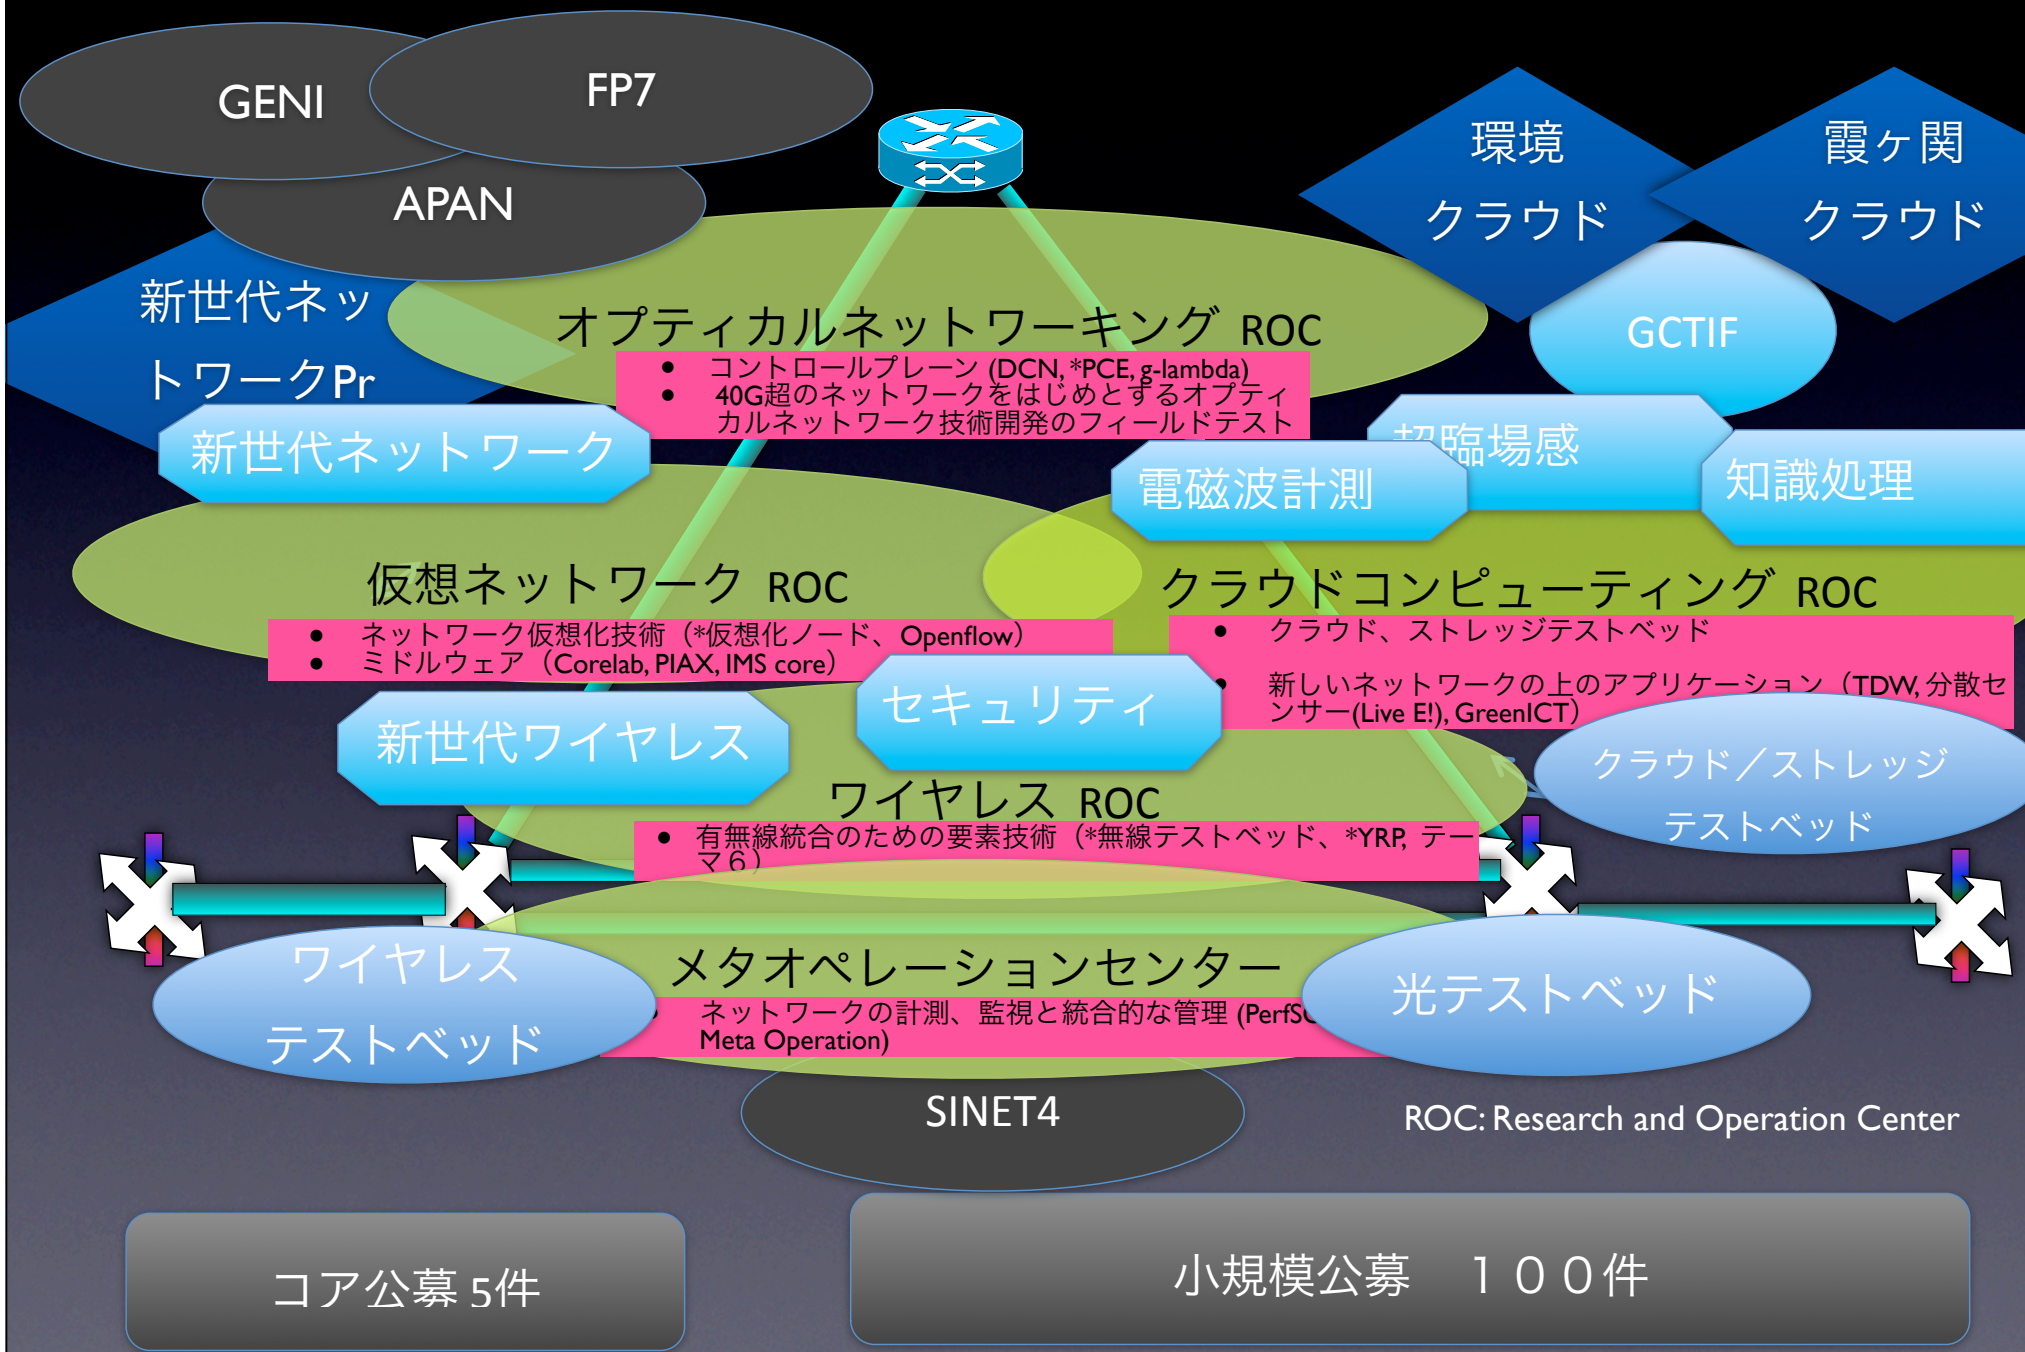 GENI
FP7
APAN
環境
クラウド
霞ヶ関
クラウド
新世代ネッ
トワークPr
オプティカルネットワーキング ROC
GCTIF
● コントロールプレーン (DCN, *PCE, g-lambda)
● 40G超のネットワークをはじめとするオプティ
カルネットワーク技術開発のフィールドテスト
新世代ネットワーク
超臨場感
電磁波計測
知識処理
仮想ネットワーク ROC
クラウドコンピューティング ROC
● ネットワーク仮想化技術（*仮想化ノード、Openflow）
● ミドルウェア（Corelab, PIAX, IMS core）
● クラウド、ストレッジテストベッド
● 新しいネットワークの上のアプリケーション（TDW, 分散セ
ンサー(Live E!), GreenICT）
セキュリティ
新世代ワイヤレス
クラウド／ストレッジ
テストベッド
ワイヤレス ROC
● 有無線統合のための要素技術（*無線テストベッド、*YRP, テー
マ６）
ワイヤレス
テストベッド
メタオペレーションセンター
光テストベッド
ネットワークの計測、監視と統合的な管理
Meta Operation)
SINET4
ROC: Research and Operation Center
コア公募 5件
小規模公募　１００件